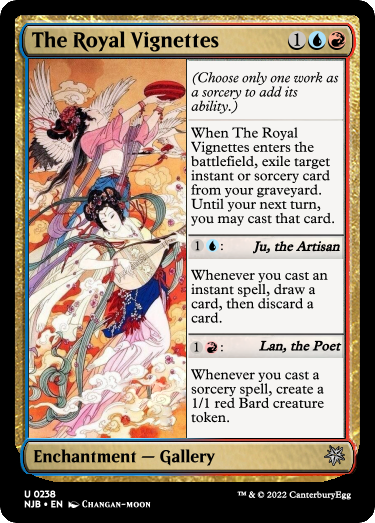 The Royal Vignettes 1
(Choose only one work as
a sorcery to add its
ability.)
When The Royal
Vignettes enters the
battlefield, exile target
instant or sorcery card
from your graveyard.
Until your next turn,
you may cast that card.
1 : Ju, the Artisan
Whenever you cast an
instant spell, draw a
card, then discard a
card.
1 : Lan, the Poet
Whenever you cast a
sorcery spell, create a
1/1 red Bard creature
token.
Enchantment — Gallery
U 0238
NJB • EN Changan-moon
™ & © 2022 CanterburyEgg